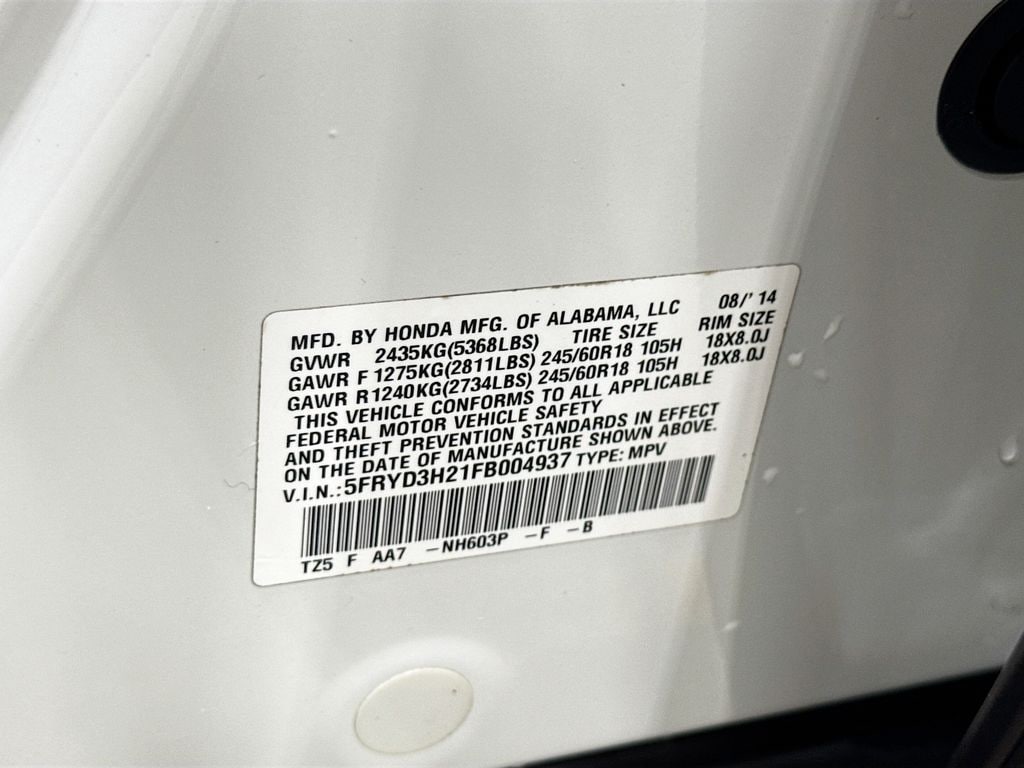 MFD. BY HONDA MFG. OF ALABAMA, LLC 08/'14
GVWR 2435KG(5368LBS) TIRE SIZE RIM SIZE
GAWR F 1275KG(2811LBS) 245/60R18 105H 18X8.0J
GAWR R 1240KG(2734LBS) 245/60R18 105H 18X8.0J
THIS VEHICLE CONFORMS TO ALL APPLICABLE
FEDERAL MOTOR VEHICLE SAFETY
AND THEFT PREVENTION STANDARDS IN EFFECT
ON THE DATE OF MANUFACTURE SHOWN ABOVE.
V.I.N.:5FRYD3H21FB004937 TYPE: MPV
TZ5 F AA7 -NH603P -F -B